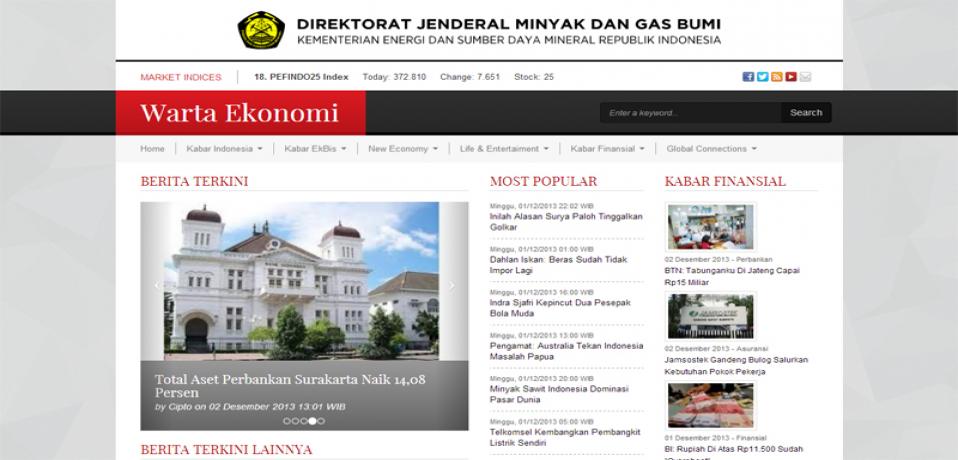 DIREKTORAT JENDERAL MINYAK DAN GAS BUMI
KEMENTERIAN ENERGI DAN SUMBER DAYA MINERAL REPUBLIK INDONESIA
MARKET INDICES
18. PEFINDO25 Index Today: 372.810 Change: 7.651 Stock: 25
Warta Ekonomi
Enter a keyword... Search
Home Kabar Indonesia Kabar EkBis New Economy Life & Entertaiment Kabar Finansial Global Connections
BERITA TERKINI
Total Aset Perbankan Surakarta Naik 14,08
Persen
by Cipto on 02 Desember 2013 13:01 WIB
BERITA TERKINI LAINNYA
MOST POPULAR
Minggu, 01/12/2013 22:02 WIB
Inilah Alasan Surya Paloh Tinggalkan
Golkar
Minggu, 01/12/2013 01:00 WIB
Dahlan Iskan: Beras Sudah Tidak
Impor Lagi
Minggu, 01/12/2013 16:00 WIB
Indra Sjafri Kepincut Dua Pesepak
Bola Muda
Minggu, 01/12/2013 13:00 WIB
Pengamat: Australia Tekan Indonesia
Masalah Papua
Minggu, 01/12/2013 20:00 WIB
Minyak Sawit Indonesia Dominasi
Pasar Dunia
Minggu, 01/12/2013 05:00 WIB
Telkomsel Kembangkan Pembangkit
Listrik Sendiri
KABAR FINANSIAL
02 Desember 2013 - Perbankan
BTN: Tabunganku Di Jateng Capai
Rp15 Miliar
JAMSOSTEK
02 Desember 2013 - Asuransi
Jamsostek Gandeng Bulog Salurkan
Kebutuhan Pokok Pekerja
01 Desember 2013 - Finansial
BI: Rupiah Di Atas Rp11.500 Sudah